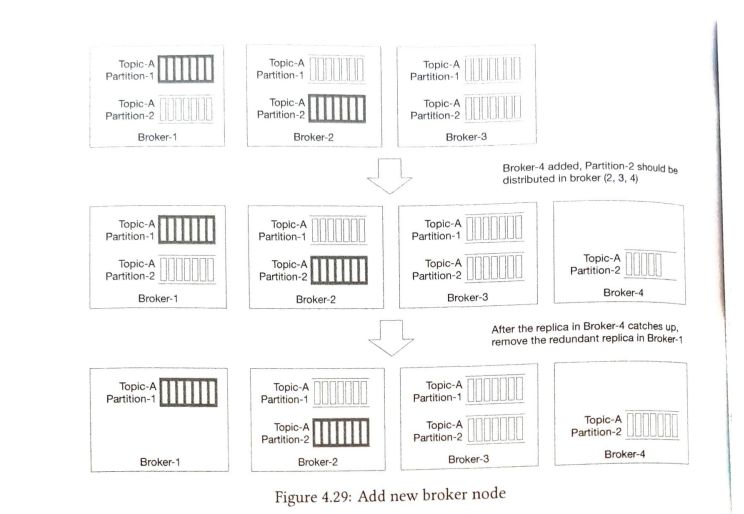 Topic-A
Partition-1
Topic-A
Partition-2
Broker-1
Topic-A
Partition-1
Topic-A
Partition-2
Broker-2
Topic-A
Partition-1
Topic-A
Partition-2
Broker-3
Broker-4 added, Partition-2 should be
distributed in broker (2, 3, 4)
Topic-A
Partition-1
Topic-A
Partition-2
Broker-1
Topic-A
Partition-1
Topic-A
Partition-2
Broker-2
Topic-A
Partition-1
Topic-A
Partition-2
Broker-3
Topic-A
Partition-2
Broker-4
After the replica in Broker-4 catches up,
remove the redundant replica in Broker-1
Topic-A
Partition-1
Broker-1
Topic-A
Partition-1
Topic-A
Partition-2
Broker-2
Topic-A
Partition-1
Topic-A
Partition-2
Broker-3
Topic-A
Partition-2
Broker-4
Figure 4.29: Add new broker node